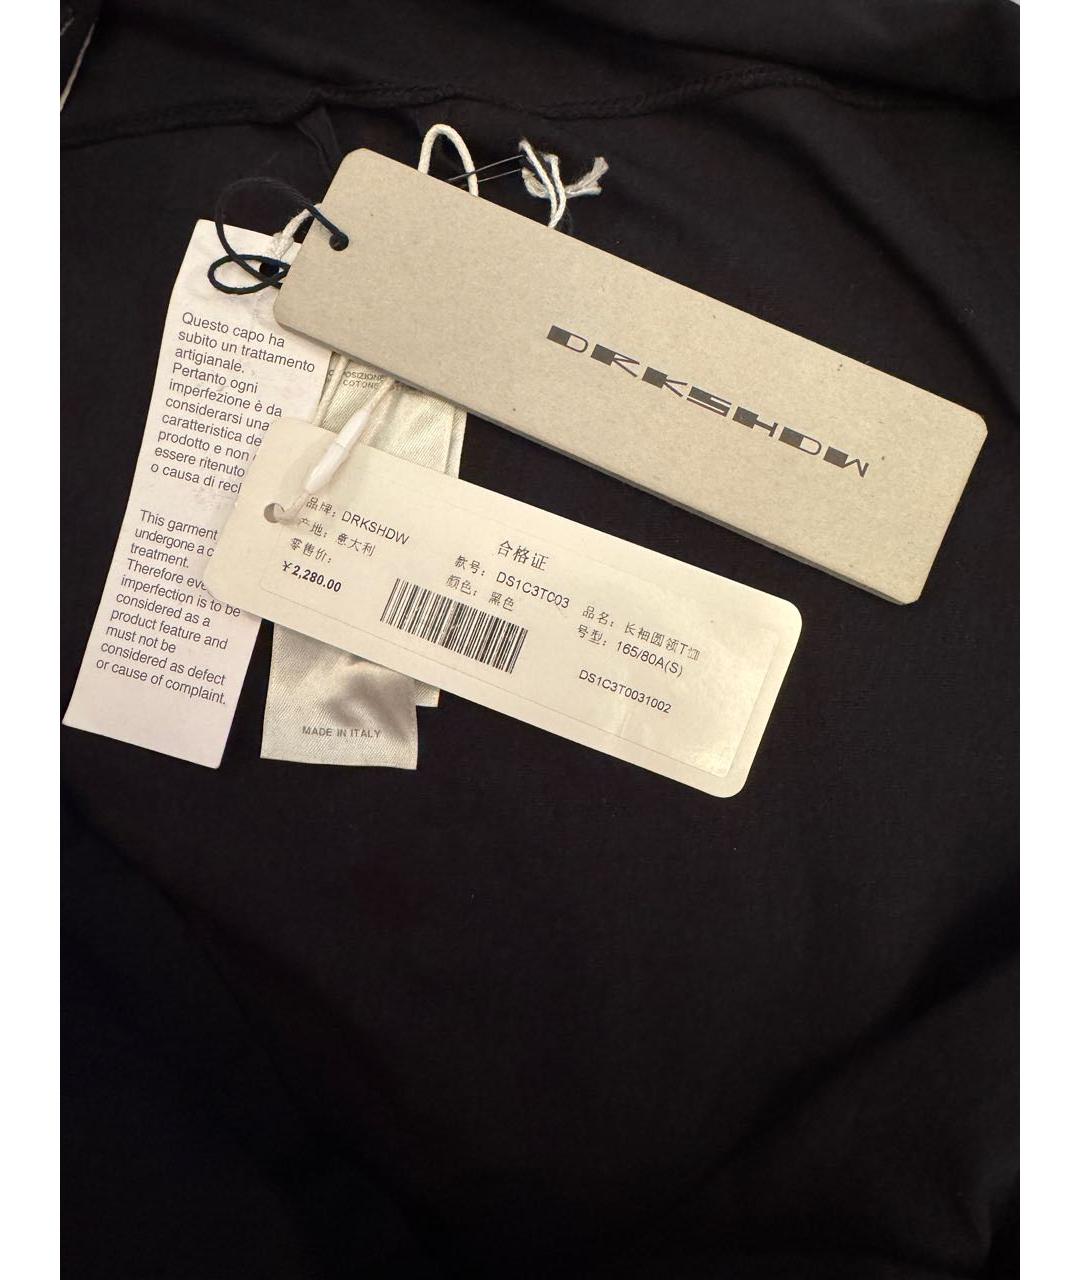 DRKSHDW
Questo capo ha
subito un trattamento
artigianale.
Pertanto ogni
imperfezione è da
considerarsi una
caratteristica de
prodotto e non
essere ritenuto
o causa di recl
This garment
undergone a c
treatment.
Therefore eve
imperfection is to be
considered as a
product feature and
must not be
considered as defect
or cause of complaint.
POSIZIONE
COTONE
MADE IN ITALY
合格证
品牌: DRKSHDW
产地: 意大利
零售价:
¥2,280.00
款号: DS1C3TC03
颜色: 黑色
品名: 长袖圆领T恤
号型: 165/80A(S)
DS1C3T0031002